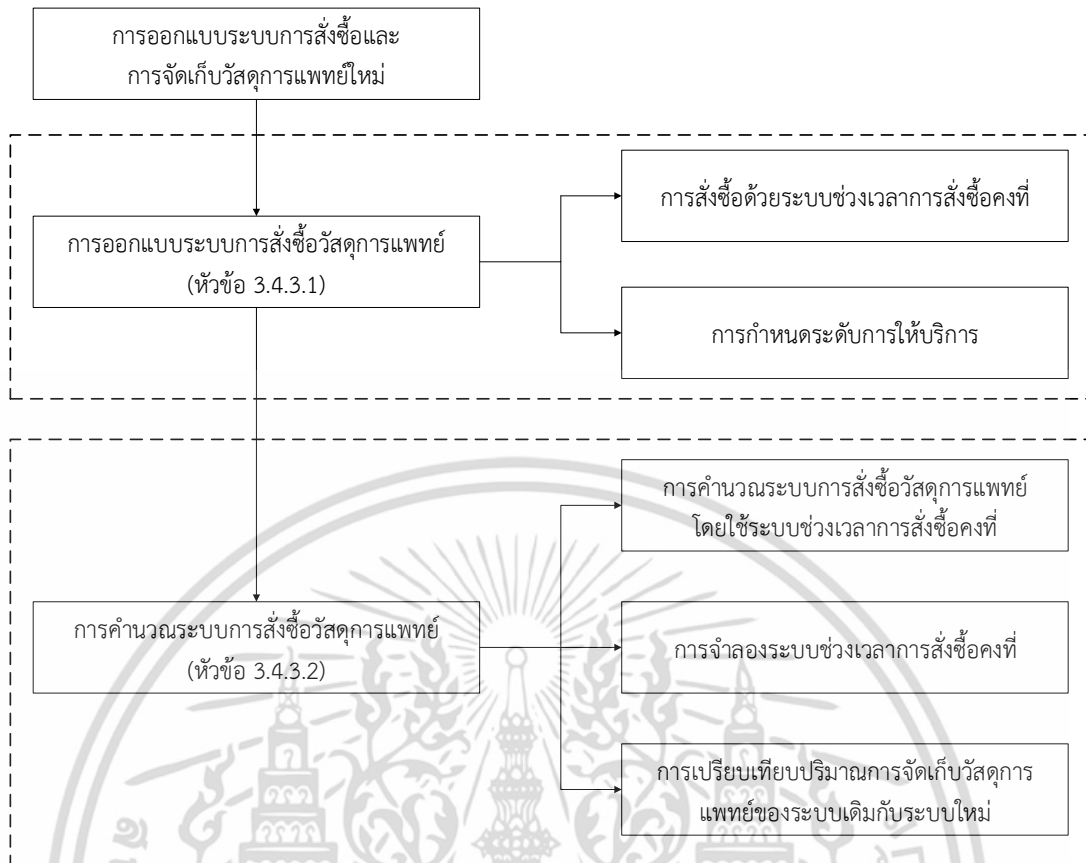 การออกแบบระบบการสั่งซื้อและ
การจัดเก็บวัสดุการแพทย์ใหม่
การออกแบบระบบการสั่งซื้อวัสดุการแพทย์
(หัวข้อ 3.4.3.1)
การสั่งซื้อด้วยระบบช่วงเวลาการสั่งซื้อคงที่
การกำหนดระดับการให้บริการ
การคำนวณระบบการสั่งซื้อวัสดุการแพทย์
(หัวข้อ 3.4.3.2)
การคำนวณระบบการสั่งซื้อวัสดุการแพทย์
โดยใช้ระบบช่วงเวลาการสั่งซื้อคงที่
การจำลองระบบช่วงเวลาการสั่งซื้อคงที่
การเปรียบเทียบปริมาณการจัดเก็บวัสดุการ
แพทย์ของระบบเดิมกับระบบใหม่